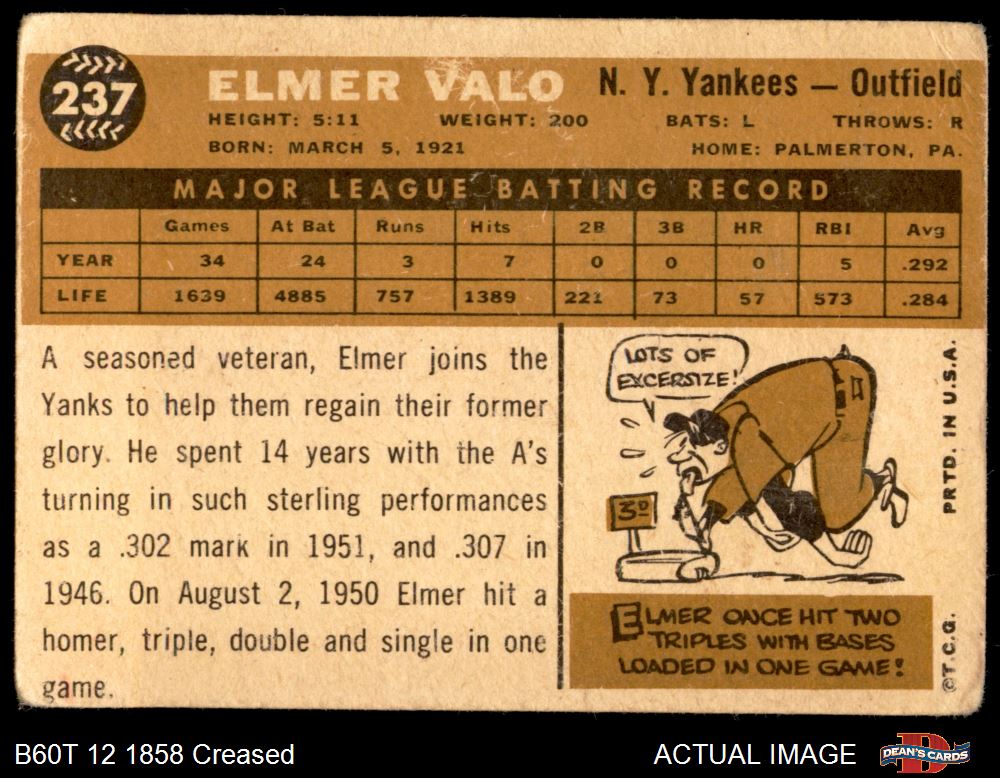 237
ELMER VALO N. Y. Yankees — Outfield
HEIGHT: 5:11 WEIGHT: 200 BATS: L THROWS: R
BORN: MARCH 5, 1921 HOME: PALMERTON, PA.
MAJOR LEAGUE BATTING RECORD
Games At Bat Runs Hits 2B 3B HR RBI Avg
YEAR 34 24 3 7 0 0 0 5 .292
LIFE 1639 4885 757 1389 221 73 57 573 .284
A seasoned veteran, Elmer joins the
Yanks to help them regain their former
glory. He spent 14 years with the A's
turning in such sterling performances
as a .302 mark in 1951, and .307 in
1946. On August 2, 1950 Elmer hit a
homer, triple, double and single in one
game.
LOTS OF
EXCERSIZE!
3D
ELMER ONCE HIT TWO
TRIPLES WITH BASES
LOADED IN ONE GAME!
PRTD. IN U.S.A.
©T.C.G.
B60T 12 1858 Creased
ACTUAL IMAGE
DEAN'S CARDS